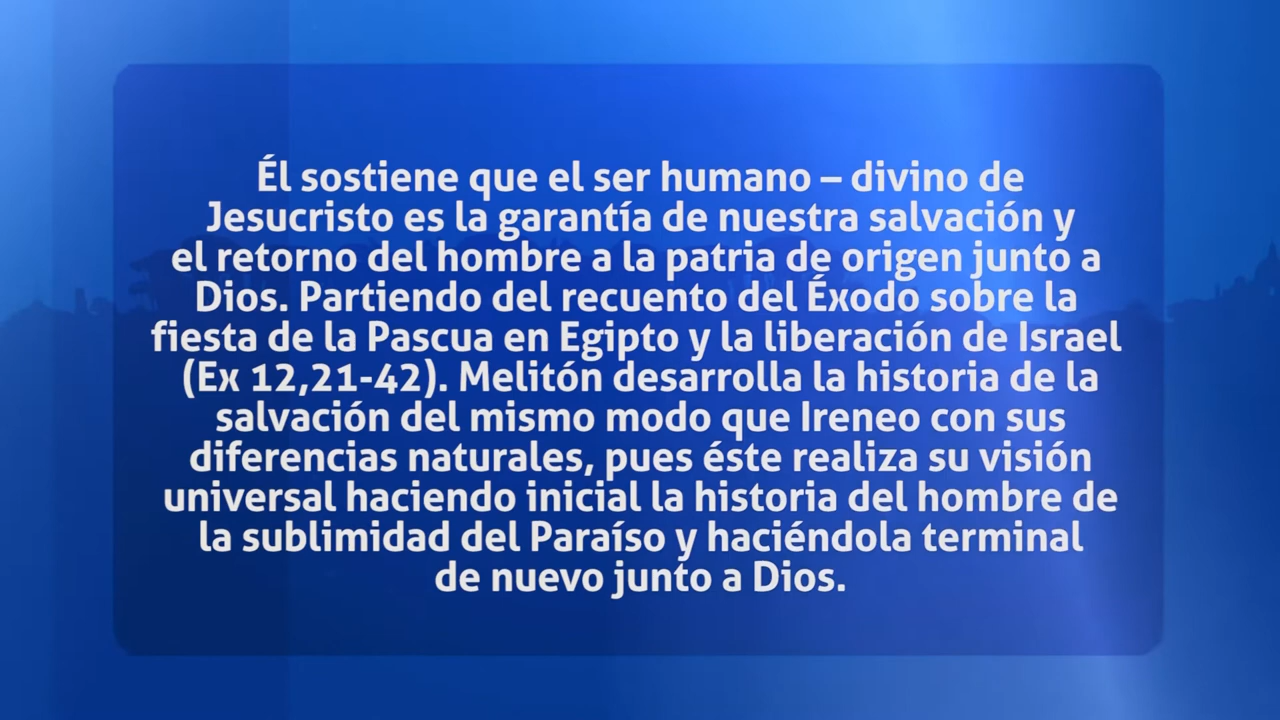 Él sostiene que el ser humano – divino de
Jesucristo es la garantía de nuestra salvación y
el retorno del hombre a la patria de origen junto a
Dios. Partiendo del recuento del Éxodo sobre la
fiesta de la Pascua en Egipto y la liberación de Israel
(Ex 12,21-42). Melitón desarrolla la historia de la
salvación del mismo modo que Ireneo con sus
diferencias naturales, pues éste realiza su visión
universal haciendo inicial la historia del hombre de
la sublimidad del Paraíso y haciéndola terminal
de nuevo junto a Dios.